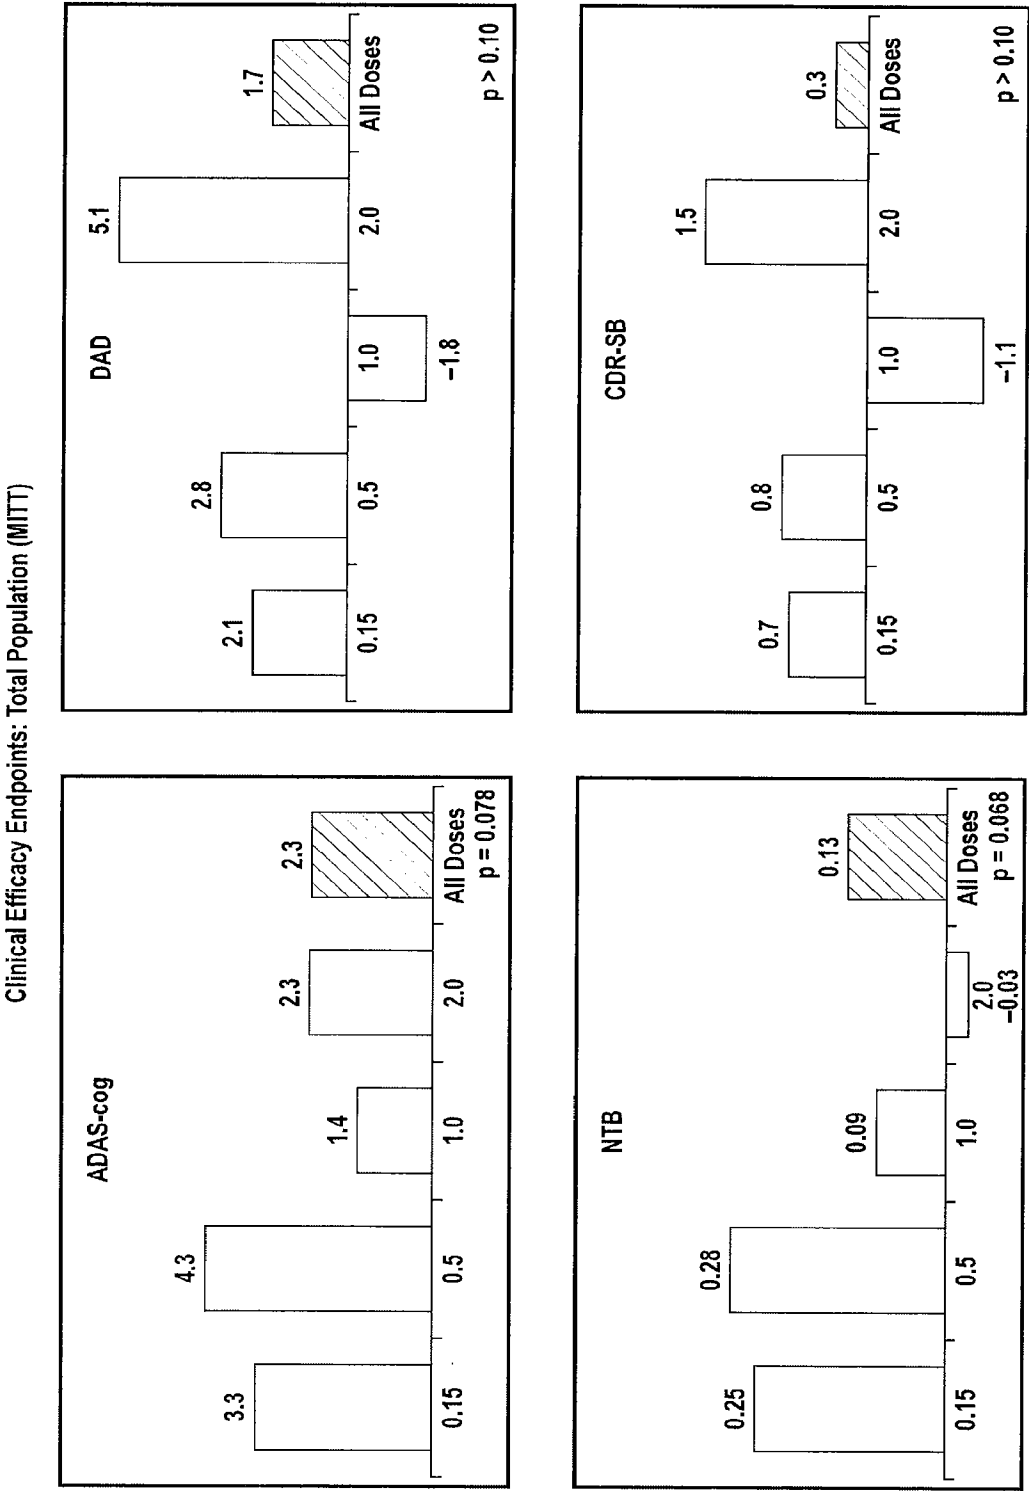 Clinical Efficacy Endpoints: Total Population (MITT)
ADAS-cog
3.3
4.3
1.4
2.3
2.3
0.15
0.5
1.0
2.0
All Doses
p = 0.078
DAD
2.1
2.8
5.1
1.7
0.15
0.5
1.0
2.0
All Doses
−1.8
p > 0.10
NTB
0.25
0.28
0.09
0.13
0.15
0.5
1.0
2.0
All Doses
−0.03
p = 0.068
CDR-SB
0.7
0.8
1.5
0.3
0.15
0.5
1.0
2.0
All Doses
−1.1
p > 0.10